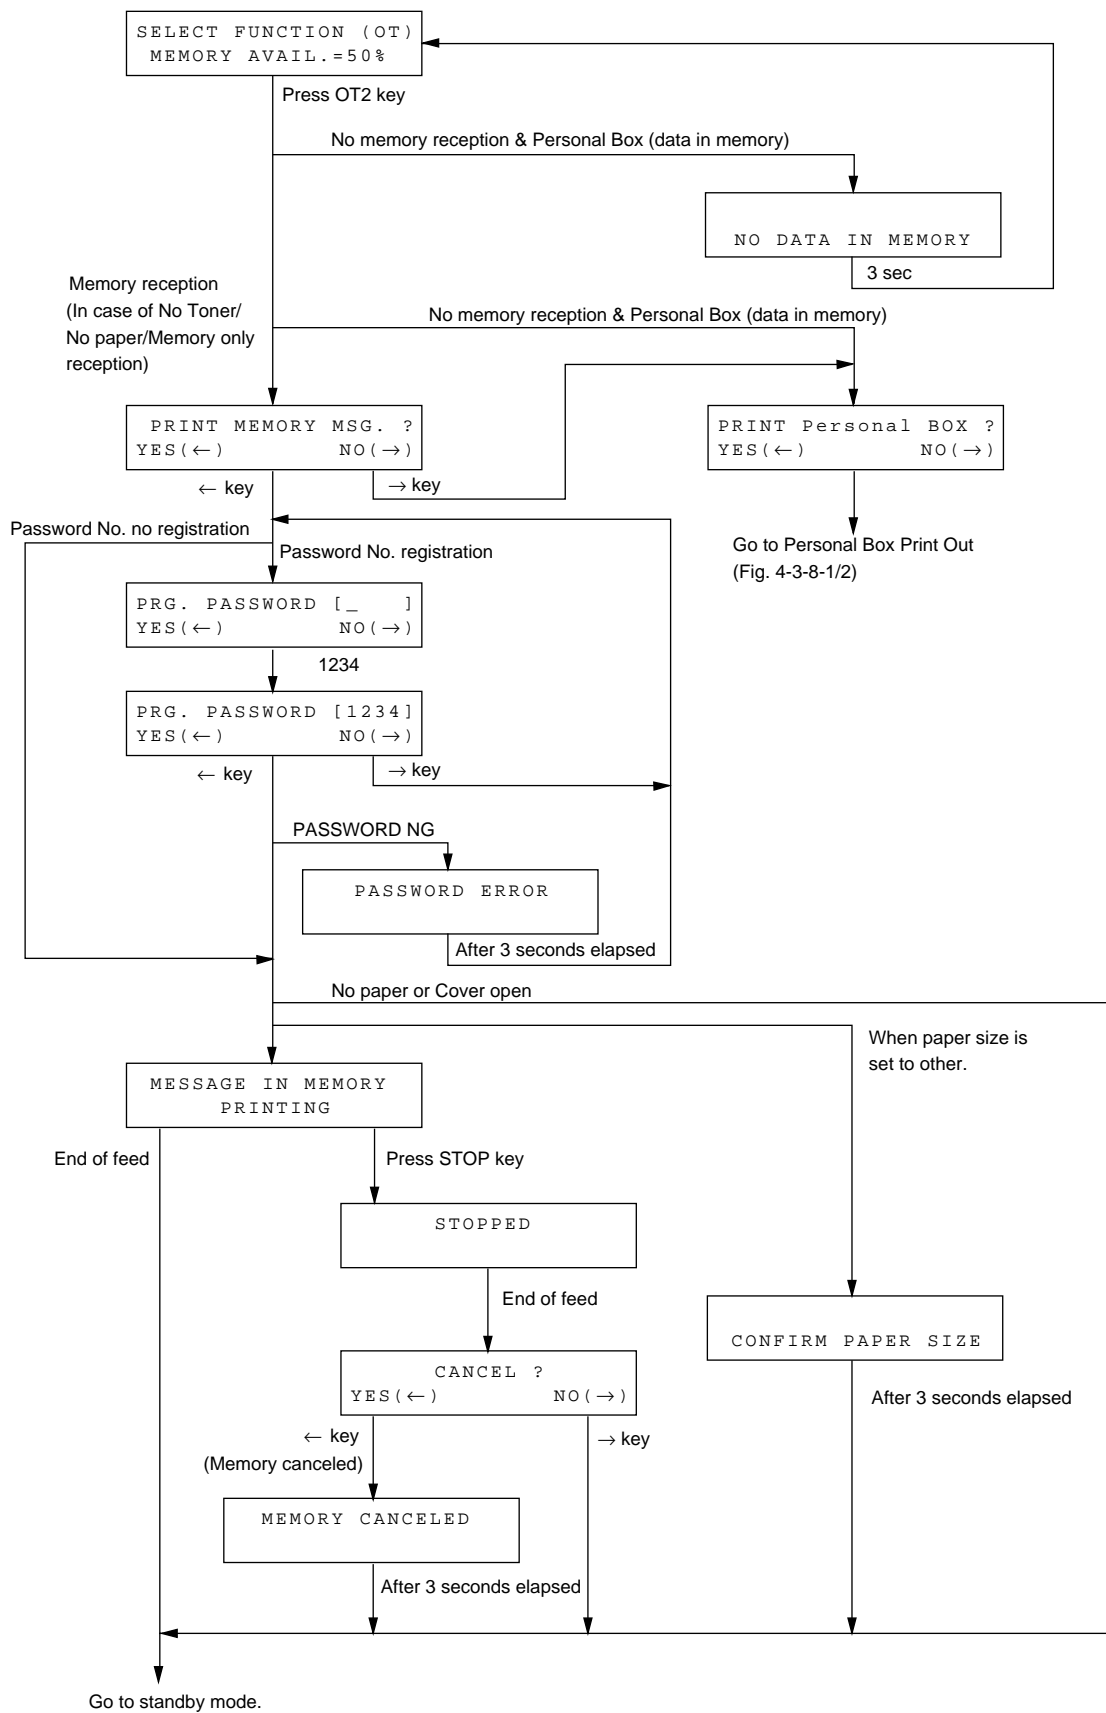 SELECT FUNCTION (OT)
MEMORY AVAIL.=50%
Press OT2 key
No memory reception & Personal Box (data in memory)
NO DATA IN MEMORY
3 sec
Memory reception
(In case of No Toner/
No paper/Memory only
reception)
No memory reception & Personal Box (data in memory)
PRINT MEMORY MSG. ?
YES(←) NO(→)
PRINT Personal BOX ?
YES(←) NO(→)
← key
→ key
Password No. no registration
Password No. registration
Go to Personal Box Print Out
(Fig. 4-3-8-1/2)
PRG. PASSWORD [_ ]
YES(←) NO(→)
1234
PRG. PASSWORD [1234]
YES(←) NO(→)
← key
→ key
PASSWORD NG
PASSWORD ERROR
After 3 seconds elapsed
No paper or Cover open
When paper size is
set to other.
MESSAGE IN MEMORY
PRINTING
End of feed
Press STOP key
STOPPED
End of feed
CONFIRM PAPER SIZE
CANCEL ?
YES(←) NO(→)
After 3 seconds elapsed
← key
(Memory canceled)
→ key
MEMORY CANCELED
After 3 seconds elapsed
Go to standby mode.